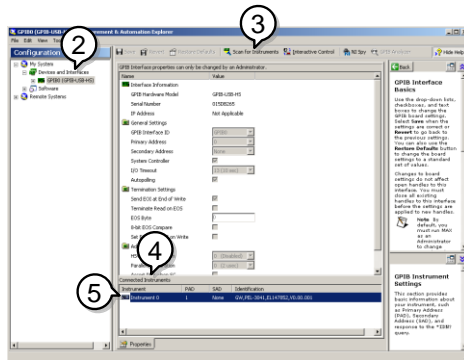 GPIB0 (GPIB-USB-HS) - Measurement & Automation Explorer
File Edit View Tools
Configuration
My System
Devices and Interfaces
GPIB0 (GPIB-USB-HS)
Software
Remote Systems
2
3
4
5
Save
Revert
Restore Defaults
Scan for Instruments
Interactive Control
NI Spy
GPIB Analyzer
Hide Help
GPIB Interface properties can only be changed by an Administrator.
Name Value
Interface Information
GPIB Hardware Model GPIB-USB-HS
Serial Number 015D8265
IP Address Not Applicable
General Settings
GPIB Interface ID GPIB0
Primary Address 0
Secondary Address None
System Controller
I/O Timeout
Autopolling
Termination Settings
Send EOI at End of Write
Terminate Read on EOS
EOS Byte 0
8-bit EOS Compare
Connected Instruments
Instrument PAD SAD Identification
Instrument 0 1 None
Properties
Back
GPIB Interface
Basics
Use the drop-down lists,
checkboxes, and text
boxes to change the
GPIB board settings.
Select Save when the
settings are correct or
Revert to go back to
the previous settings.
You can also use the
Restore Defaults button
to change the board
settings to a standard
set of values.
Changes to board
settings do not affect
open handles to this
interface. You must
close all existing
handles to this interface
before the settings are
applied to new handles.
Note By
default, you
must run MAX
as an
Administrator
to change
GPIB Instrument
Settings
This section provides
basic information about
your instrument, such
as Primary Address
(PAD), Secondary
Address (SAD), and
response to the *IDN?
query.